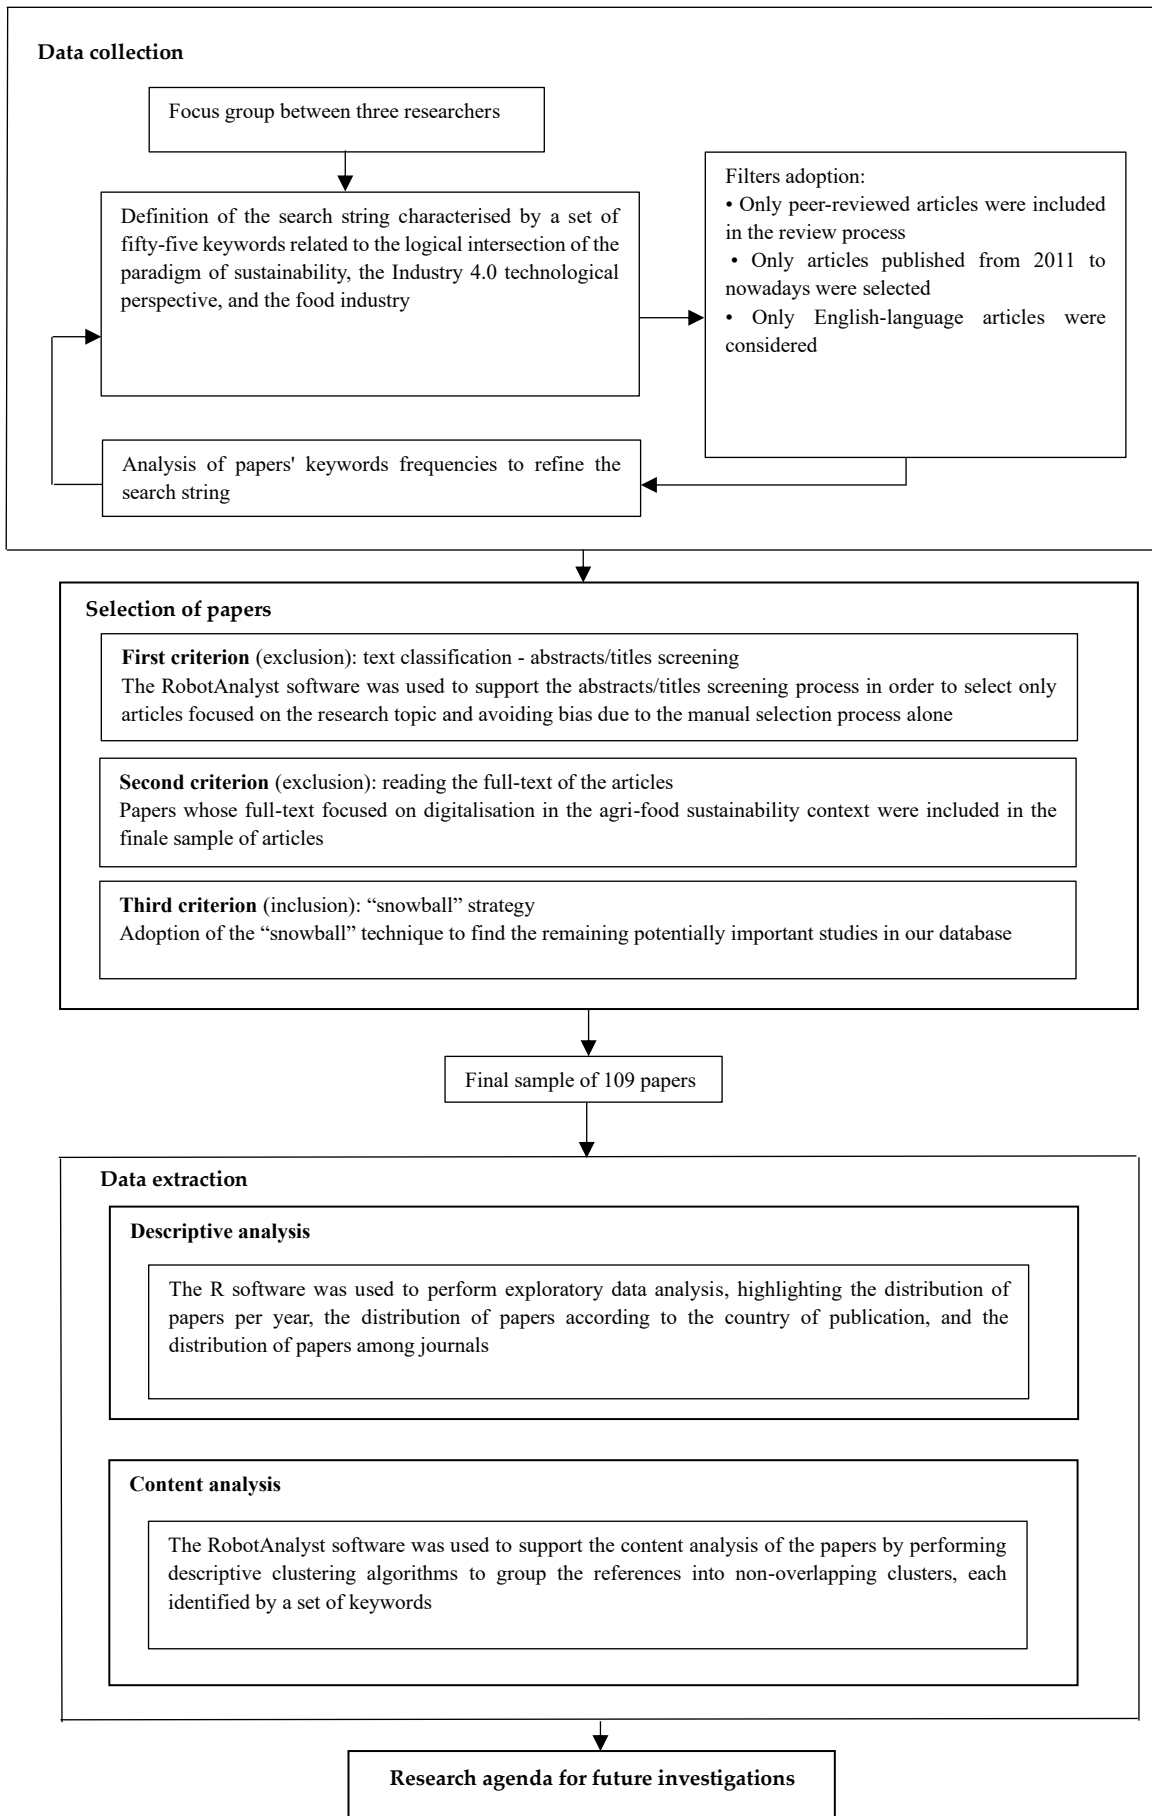 Data collection
Focus group between three researchers
Definition of the search string characterised by a set of
fifty-five keywords related to the logical intersection of the
paradigm of sustainability, the Industry 4.0 technological
perspective, and the food industry
Filters adoption:
• Only peer-reviewed articles were included
in the review process
• Only articles published from 2011 to
nowadays were selected
• Only English-language articles were
considered
Analysis of papers' keywords frequencies to refine the
search string
Selection of papers
First criterion (exclusion): text classification - abstracts/titles screening
The RobotAnalyst software was used to support the abstracts/titles screening process in order to select only
articles focused on the research topic and avoiding bias due to the manual selection process alone
Second criterion (exclusion): reading the full-text of the articles
Papers whose full-text focused on digitalisation in the agri-food sustainability context were included in the
finale sample of articles
Third criterion (inclusion): “snowball” strategy
Adoption of the “snowball” technique to find the remaining potentially important studies in our database
Final sample of 109 papers
Data extraction
Descriptive analysis
The R software was used to perform exploratory data analysis, highlighting the distribution of
papers per year, the distribution of papers according to the country of publication, and the
distribution of papers among journals
Content analysis
The RobotAnalyst software was used to support the content analysis of the papers by performing
descriptive clustering algorithms to group the references into non-overlapping clusters, each
identified by a set of keywords
Research agenda for future investigations